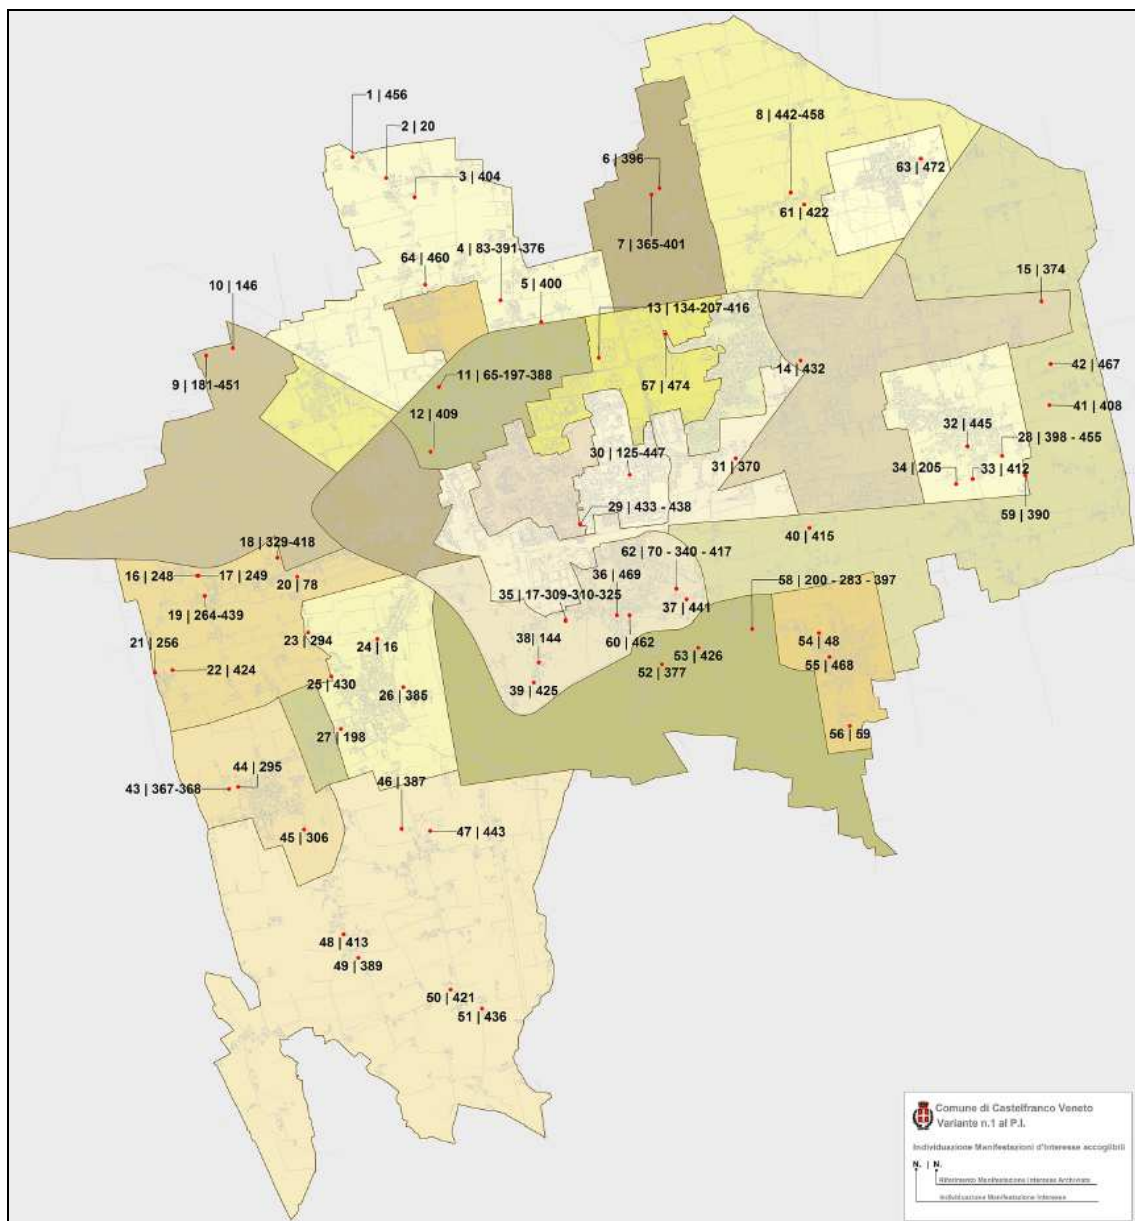 1 | 456
2 | 20
8 | 442-458
6 | 396
63 | 472
3 | 404
61 | 422
4 | 83-391-376
7 | 365-401
64 | 460
15 | 374
10 | 146
5 | 400
13 | 134-207-416
42 | 467
14 | 432
11 | 65-197-388
57 | 474
9 | 181-451
41 | 408
12 | 409
32 | 445
28 | 398 - 455
30 | 125-447
31 | 370
34 | 205
33 | 412
29 | 433 - 438
59 | 390
40 | 415
18 | 329-418
62 | 70 - 340 - 417
16 | 248
17 | 249
36 | 469
58 | 200 - 283 - 397
20 | 78
35 | 17-309-310-325
37 | 441
19 | 264-439
21 | 256
23 | 294
24 | 16
38 | 144
60 | 462
54 | 48
53 | 426
22 | 424
25 | 430
52 | 377
55 | 468
26 | 385
39 | 425
27 | 198
56 | 59
44 | 295
46 | 387
43 | 367-368
45 | 306
47 | 443
48 | 413
49 | 389
50 | 421
51 | 436
Comune di Castelfranco Veneto
Variante n.1 al P.I.
Individuazione Manifestazioni d'Interesse accoglibili
N. | N.
Riferimento Manifestazione Interesse Archiviate
Individuazione Manifestazione Interesse